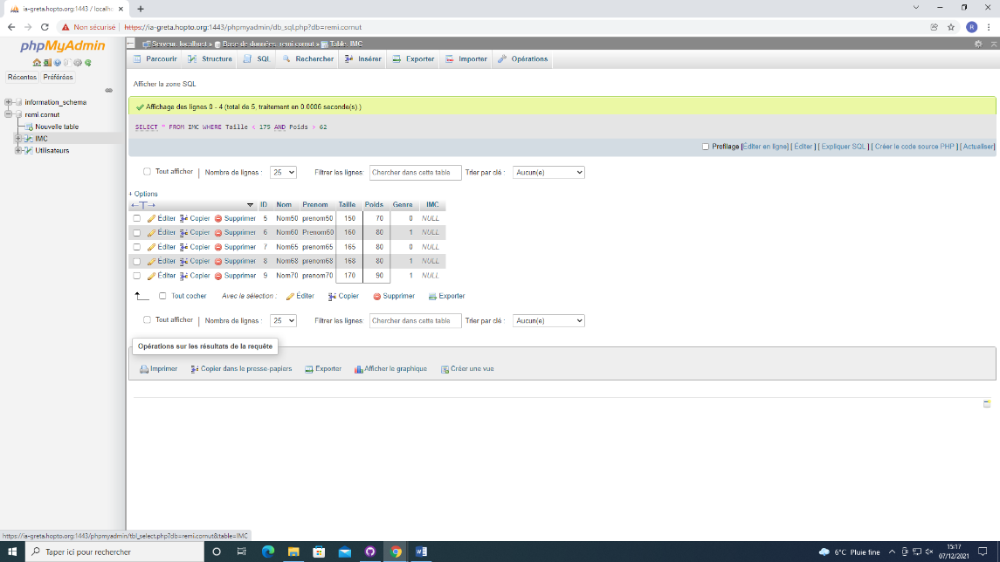 ia-greta.hopto.org:1443 / localho
Non sécurisé https://ia-greta.hopto.org:1443/phpmyadmin/db_sql.php?db=remi.cornut R
phpMyAdmin
Récentes Préférées
information_schema
remi.cornut
Nouvelle table
IMC
Utilisateurs
Serveur: localhost » Base de données: remi.cornut » Table: IMC
Parcourir Structure SQL Rechercher Insérer Exporter Importer Opérations
Afficher la zone SQL
Affichage des lignes 0 - 4 (total de 5, traitement en 0.0006 seconde(s).)
SELECT * FROM IMC WHERE Taille < 175 AND Poids > 62
Profilage [Éditer en ligne] [ Éditer ] [ Expliquer SQL ] [ Créer le code source PHP ] [ Actualiser]
Tout afficher Nombre de lignes : 25 Filtrer les lignes: Chercher dans cette table Trier par clé : Aucun(e)
+ Options
←T→ ID Nom Prenom Taille Poids Genre IMC
Éditer Copier Supprimer 5 Nom50 prenom50 150 70 0 NULL
Éditer Copier Supprimer 6 Nom60 Prenom60 160 80 1 NULL
Éditer Copier Supprimer 7 Nom65 prenom65 165 80 0 NULL
Éditer Copier Supprimer 8 Nom68 prenom68 168 80 1 NULL
Éditer Copier Supprimer 9 Nom70 prenom70 170 90 1 NULL
Tout cocher Avec la sélection : Éditer Copier Supprimer Exporter
Tout afficher Nombre de lignes : 25 Filtrer les lignes: Chercher dans cette table Trier par clé : Aucun(e)
Opérations sur les résultats de la requête
Imprimer Copier dans le presse-papiers Exporter Afficher le graphique Créer une vue
https://ia-greta.hopto.org:1443/phpmyadmin/tbl_select.php?db=remi.cornut&table=IMC
Taper ici pour rechercher 6°C Pluie fine 15:17
07/12/2021